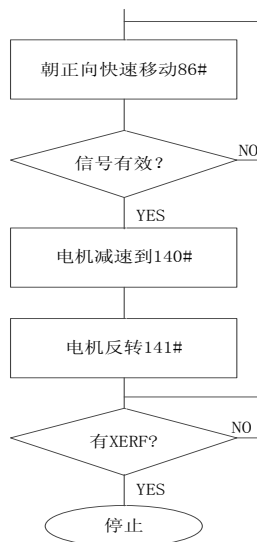 朝正向快速移动86#
信号有效?
NO
YES
电机减速到140#
电机反转141#
有XERF?
NO
YES
停止